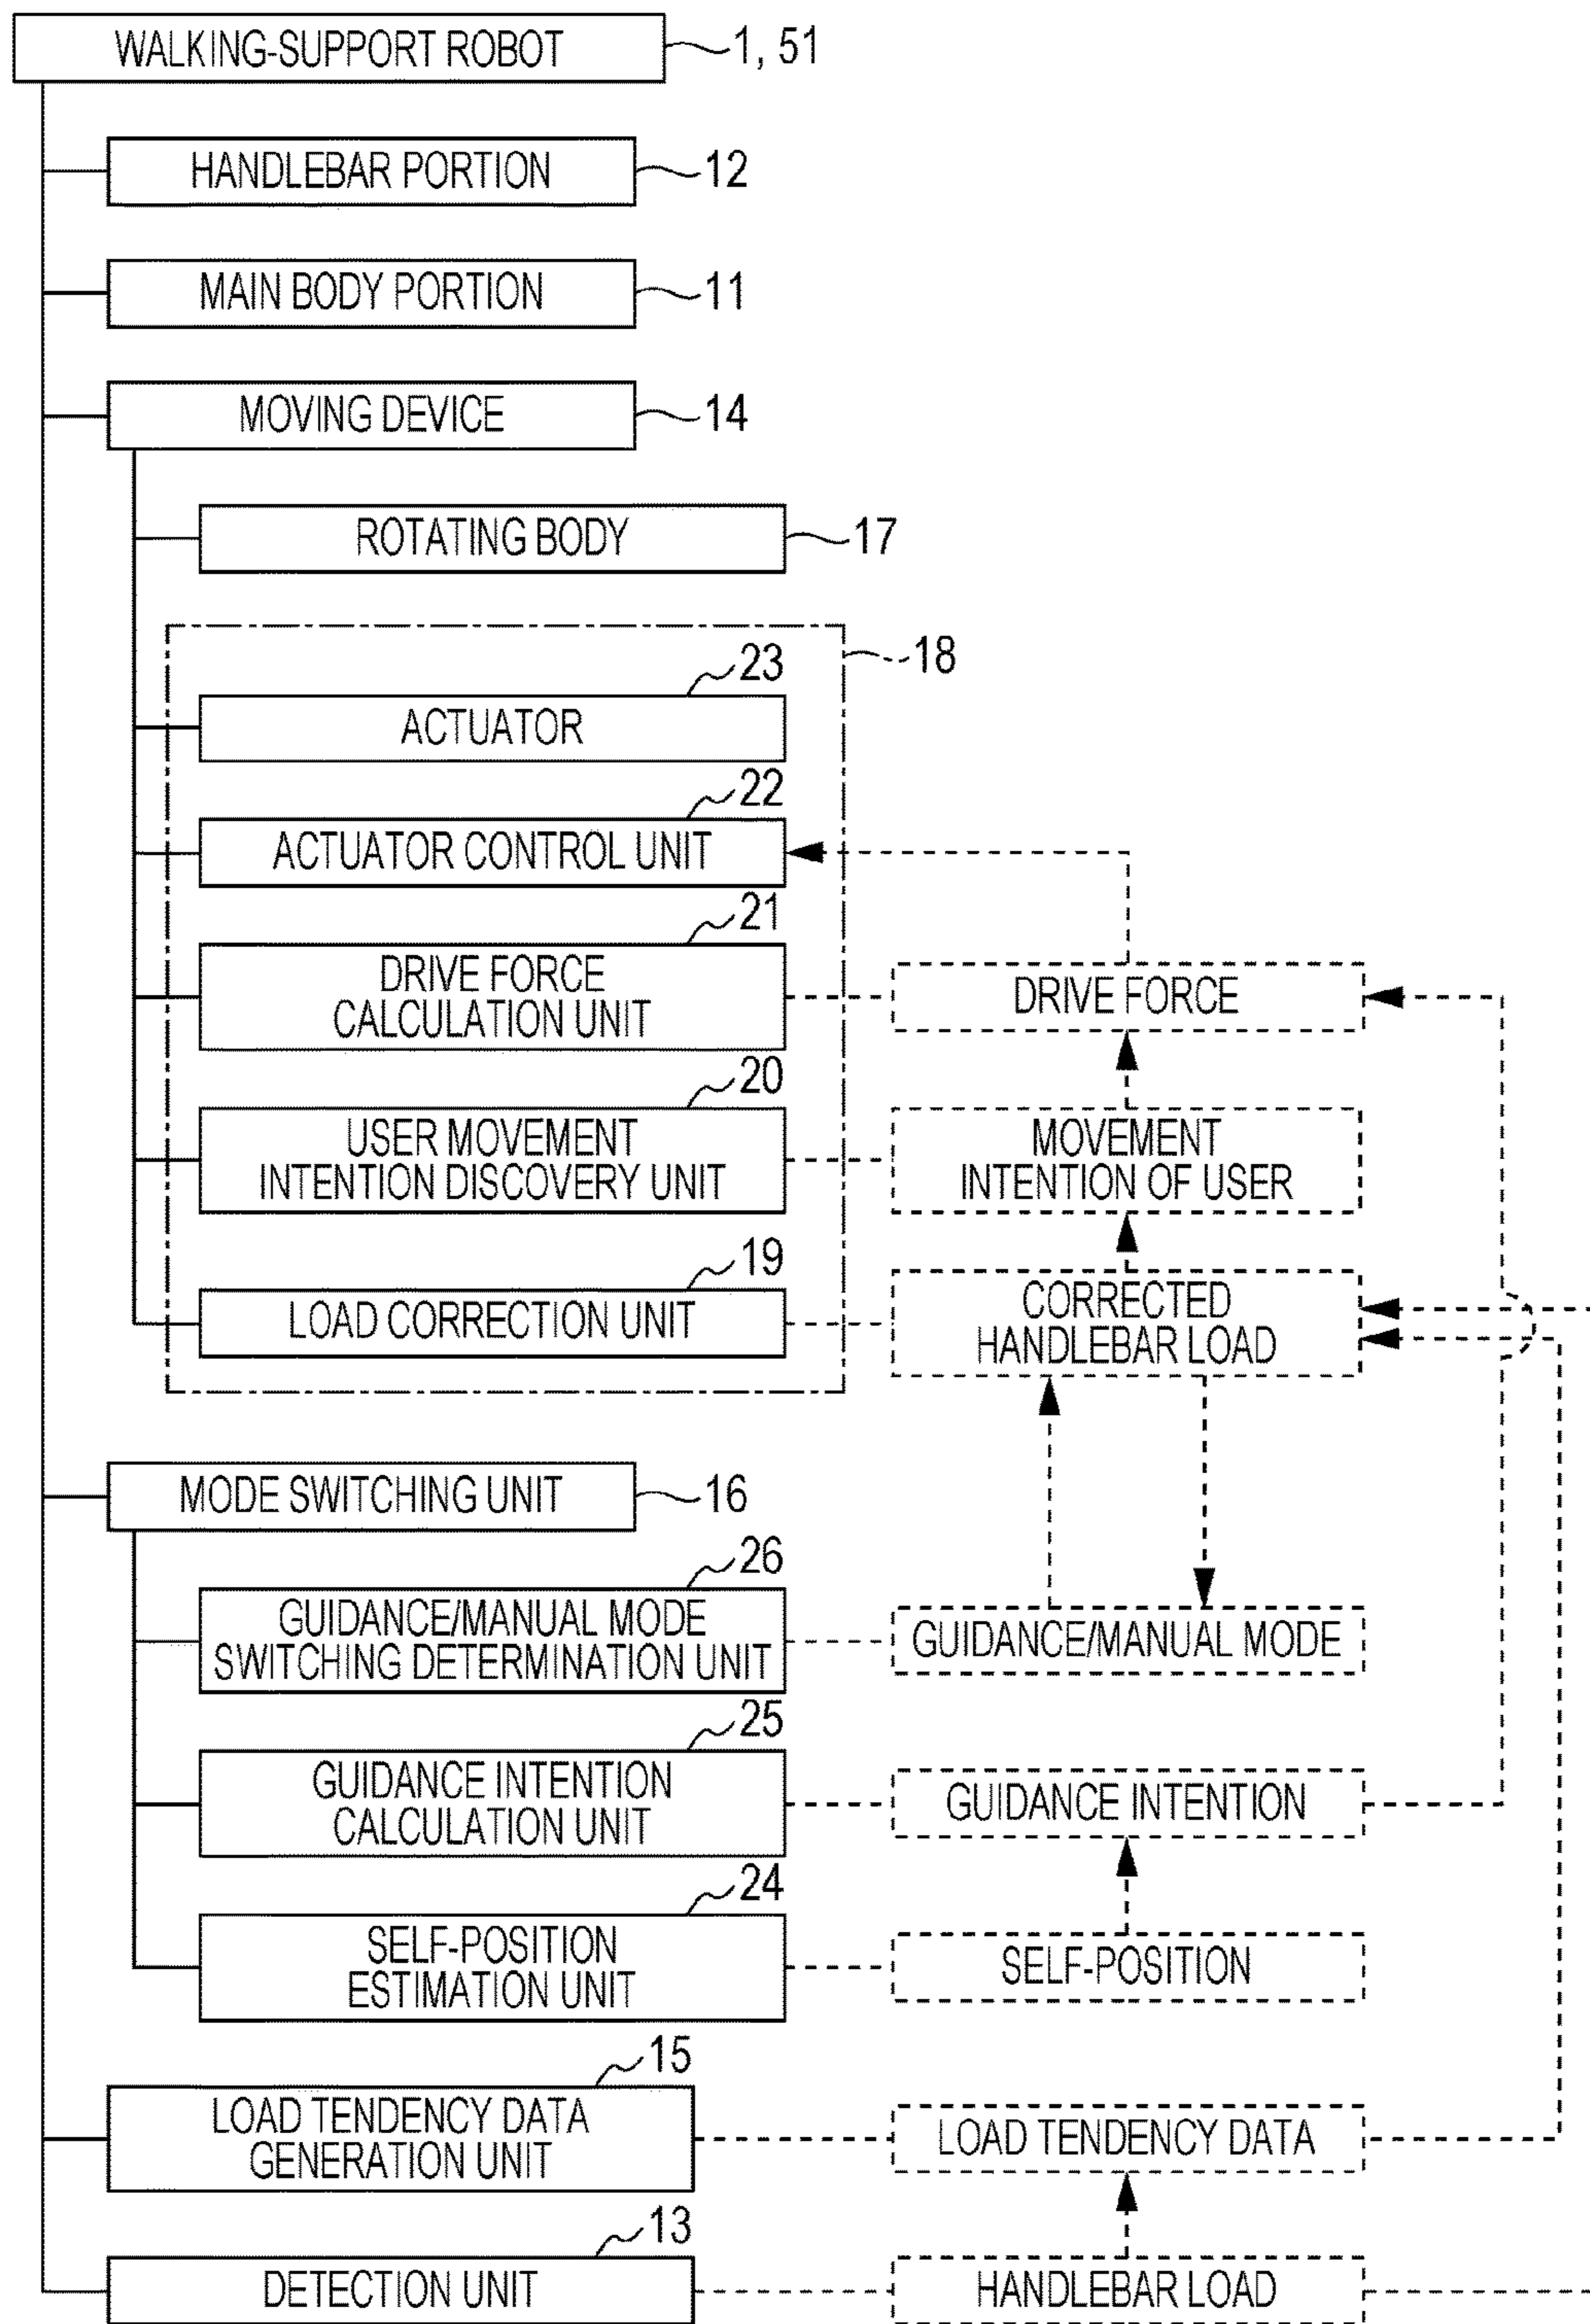 WALKING-SUPPORT ROBOT
1, 51
HANDLEBAR PORTION
12
MAIN BODY PORTION
11
MOVING DEVICE
14
ROTATING BODY
17
18
23
ACTUATOR
22
ACTUATOR CONTROL UNIT
21
DRIVE FORCE
CALCULATION UNIT
DRIVE FORCE
20
USER MOVEMENT
INTENTION DISCOVERY UNIT
MOVEMENT
INTENTION OF USER
19
LOAD CORRECTION UNIT
CORRECTED
HANDLEBAR LOAD
MODE SWITCHING UNIT
16
26
GUIDANCE/MANUAL MODE
SWITCHING DETERMINATION UNIT
GUIDANCE/MANUAL MODE
25
GUIDANCE INTENTION
CALCULATION UNIT
GUIDANCE INTENTION
24
SELF-POSITION
ESTIMATION UNIT
SELF-POSITION
15
LOAD TENDENCY DATA
GENERATION UNIT
LOAD TENDENCY DATA
13
DETECTION UNIT
HANDLEBAR LOAD